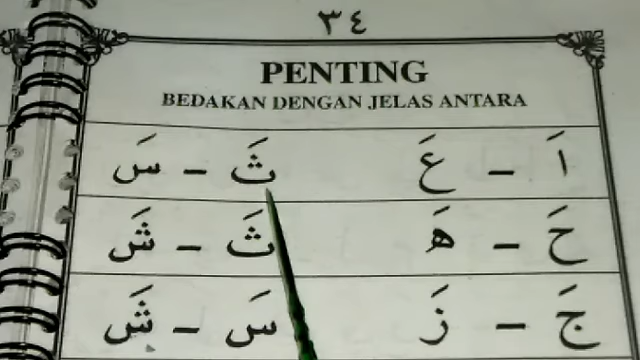 ٣٤
PENTING
BEDAKAN DENGAN JELAS ANTARA
اَ – عَ ثَ – سَ
حَ – هَ ثَ – شَ
جَ – زَ سَ – شَ